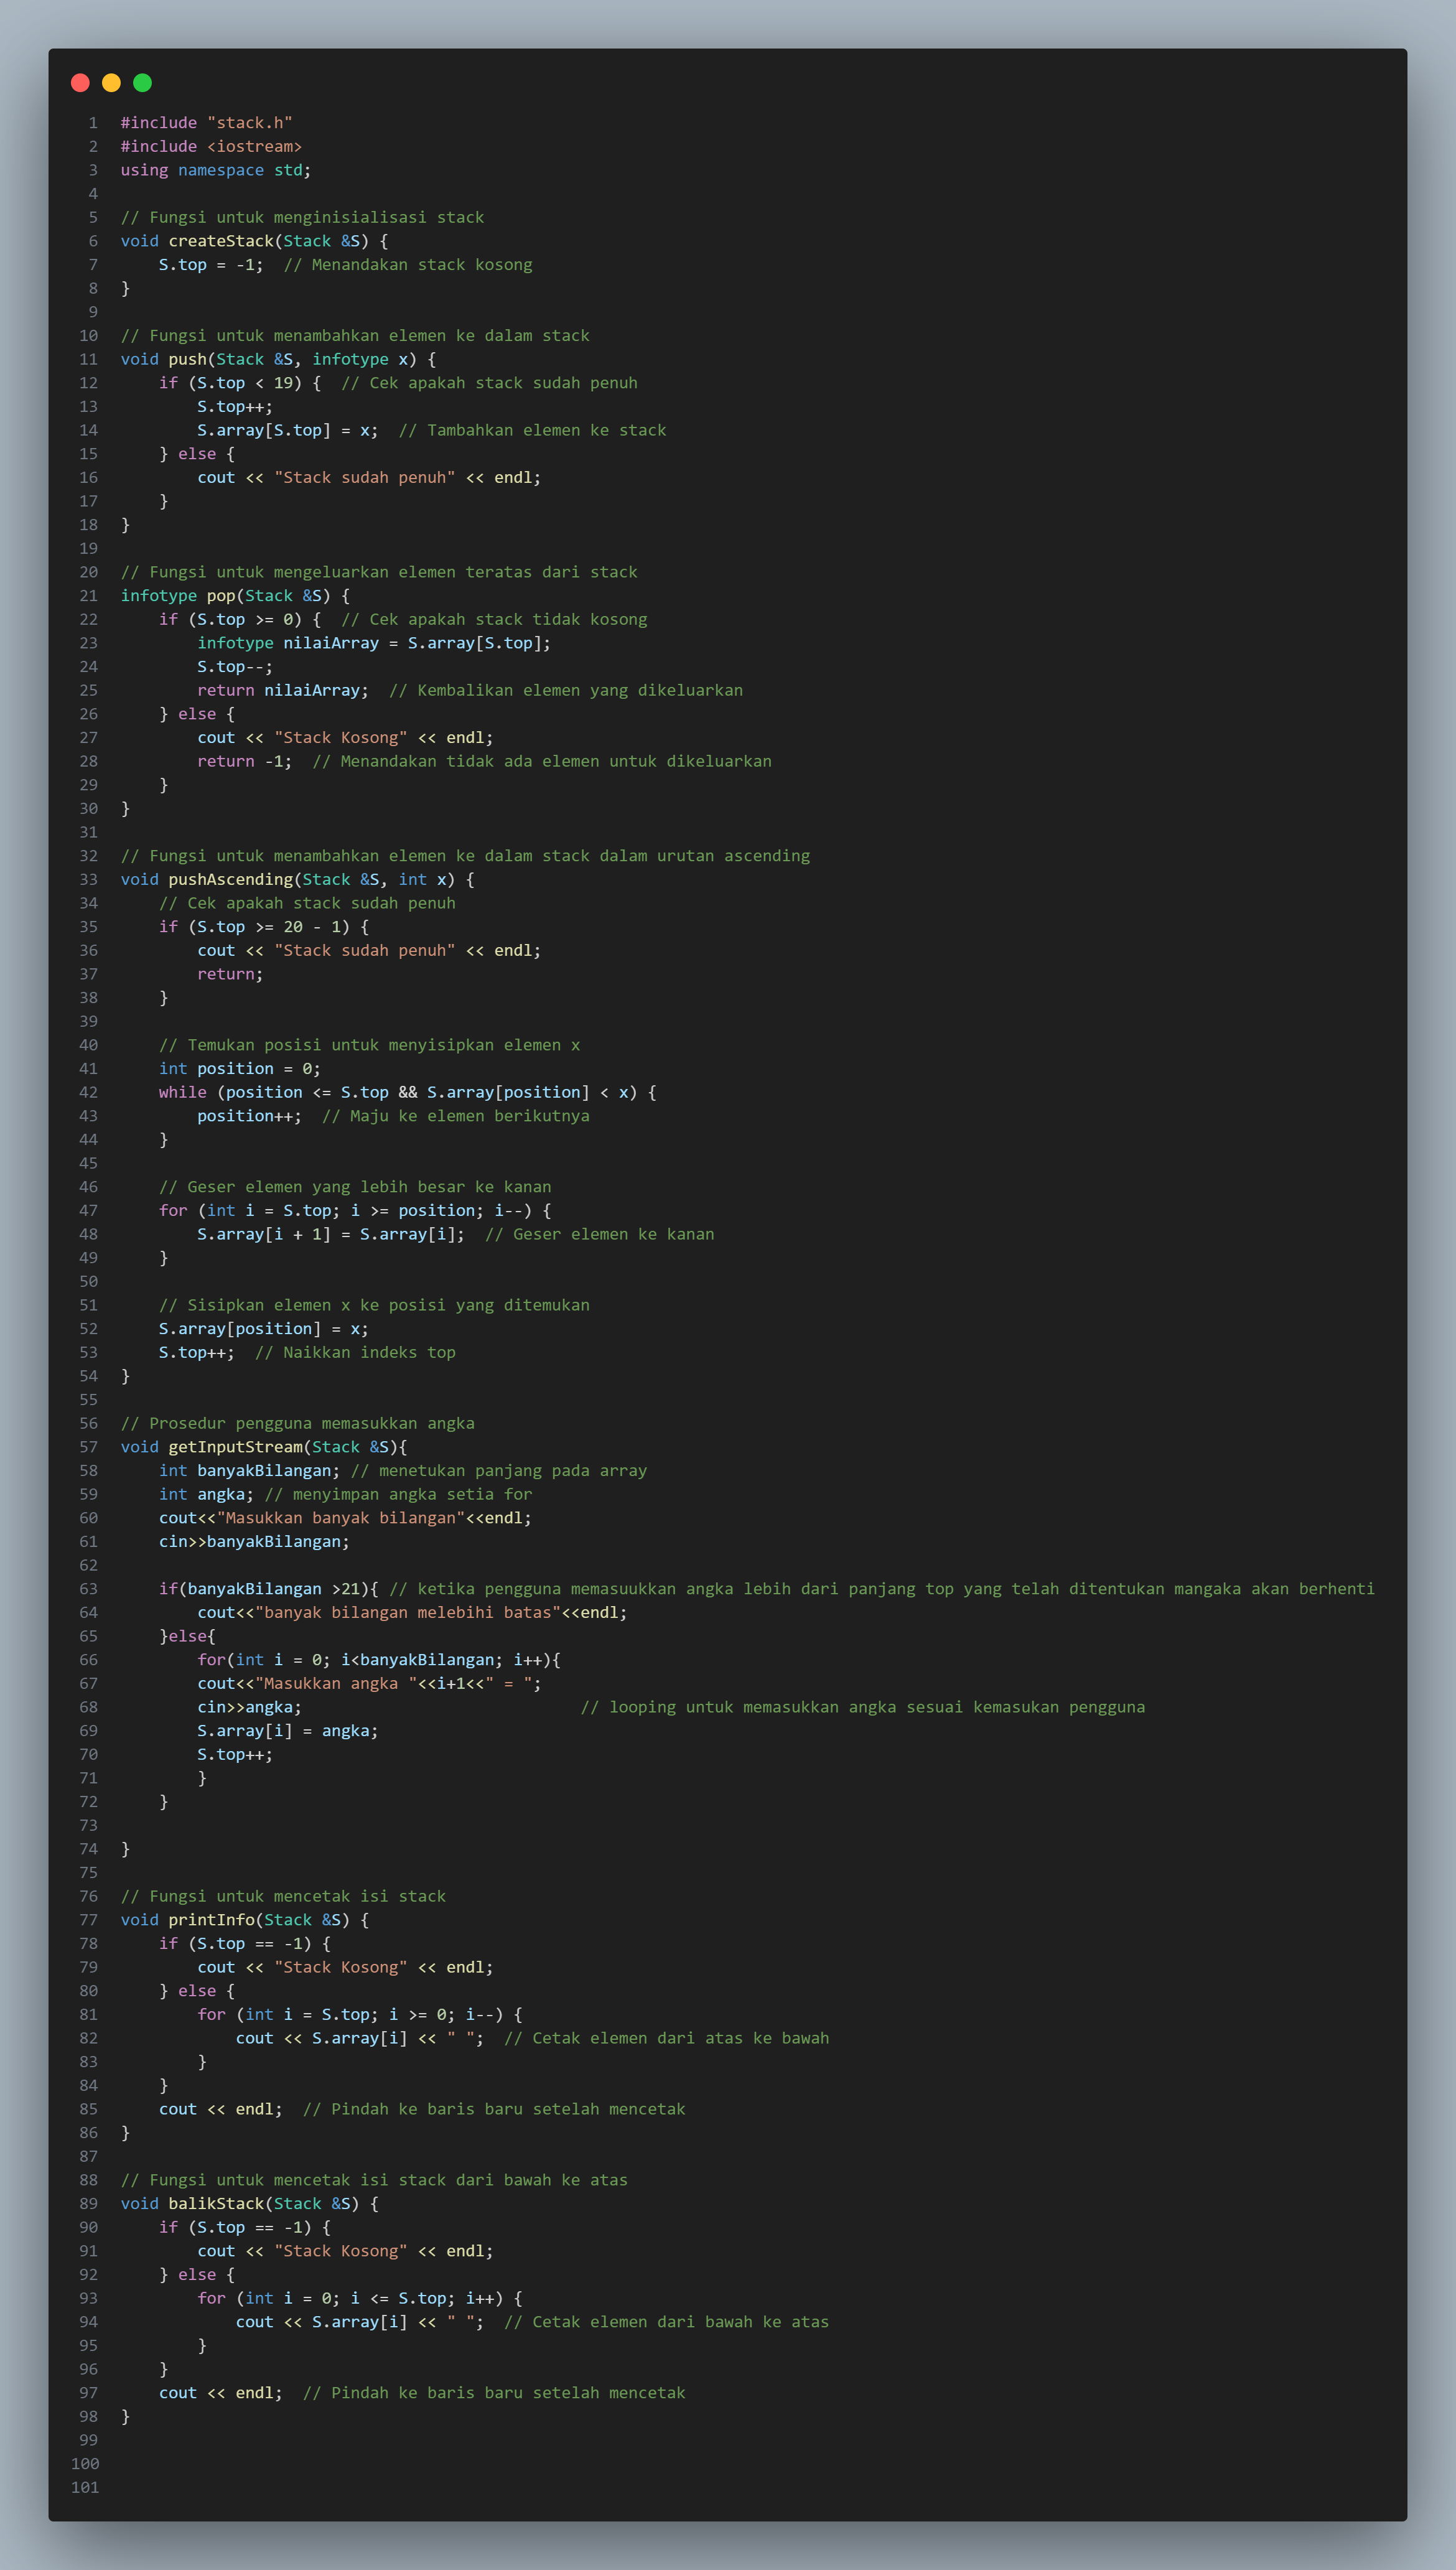 1 #include "stack.h"
2 #include <iostream>
3 using namespace std;
4
5 // Fungsi untuk menginisialisasi stack
6 void createStack(Stack &S) {
7     S.top = -1;  // Menandakan stack kosong
8 }
9
10 // Fungsi untuk menambahkan elemen ke dalam stack
11 void push(Stack &S, infotype x) {
12     if (S.top < 19) {  // Cek apakah stack sudah penuh
13         S.top++;
14         S.array[S.top] = x;  // Tambahkan elemen ke stack
15     } else {
16         cout << "Stack sudah penuh" << endl;
17     }
18 }
19
20 // Fungsi untuk mengeluarkan elemen teratas dari stack
21 infotype pop(Stack &S) {
22     if (S.top >= 0) {  // Cek apakah stack tidak kosong
23         infotype nilaiArray = S.array[S.top];
24         S.top--;
25         return nilaiArray;  // Kembalikan elemen yang dikeluarkan
26     } else {
27         cout << "Stack Kosong" << endl;
28         return -1;  // Menandakan tidak ada elemen untuk dikeluarkan
29     }
30 }
31
32 // Fungsi untuk menambahkan elemen ke dalam stack dalam urutan ascending
33 void pushAscending(Stack &S, int x) {
34     // Cek apakah stack sudah penuh
35     if (S.top >= 20 - 1) {
36         cout << "Stack sudah penuh" << endl;
37         return;
38     }
39
40     // Temukan posisi untuk menyisipkan elemen x
41     int position = 0;
42     while (position <= S.top && S.array[position] < x) {
43         position++;  // Maju ke elemen berikutnya
44     }
45
46     // Geser elemen yang lebih besar ke kanan
47     for (int i = S.top; i >= position; i--) {
48         S.array[i + 1] = S.array[i];  // Geser elemen ke kanan
49     }
50
51     // Sisipkan elemen x ke posisi yang ditemukan
52     S.array[position] = x;
53     S.top++;  // Naikkan indeks top
54 }
55
56 // Prosedur pengguna memasukkan angka
57 void getInputStream(Stack &S){
58     int banyakBilangan; // menetukan panjang pada array
59     int angka; // menyimpan angka setia for
60     cout<<"Masukkan banyak bilangan"<<endl;
61     cin>>banyakBilangan;
62
63     if(banyakBilangan >21){ // ketika pengguna memasuukkan angka lebih dari panjang top yang telah ditentukan mangaka akan berhenti
64         cout<<"banyak bilangan melebihi batas"<<endl;
65     }else{
66         for(int i = 0; i<banyakBilangan; i++){
67         cout<<"Masukkan angka "<<i+1<<" = ";
68         cin>>angka;                             // looping untuk memasukkan angka sesuai kemasukan pengguna
69         S.array[i] = angka;
70         S.top++;
71         }
72     }
73
74 }
75
76 // Fungsi untuk mencetak isi stack
77 void printInfo(Stack &S) {
78     if (S.top == -1) {
79         cout << "Stack Kosong" << endl;
80     } else {
81         for (int i = S.top; i >= 0; i--) {
82             cout << S.array[i] << " ";  // Cetak elemen dari atas ke bawah
83         }
84     }
85     cout << endl;  // Pindah ke baris baru setelah mencetak
86 }
87
88 // Fungsi untuk mencetak isi stack dari bawah ke atas
89 void balikStack(Stack &S) {
90     if (S.top == -1) {
91         cout << "Stack Kosong" << endl;
92     } else {
93         for (int i = 0; i <= S.top; i++) {
94             cout << S.array[i] << " ";  // Cetak elemen dari bawah ke atas
95         }
96     }
97     cout << endl;  // Pindah ke baris baru setelah mencetak
98 }
99
100
101